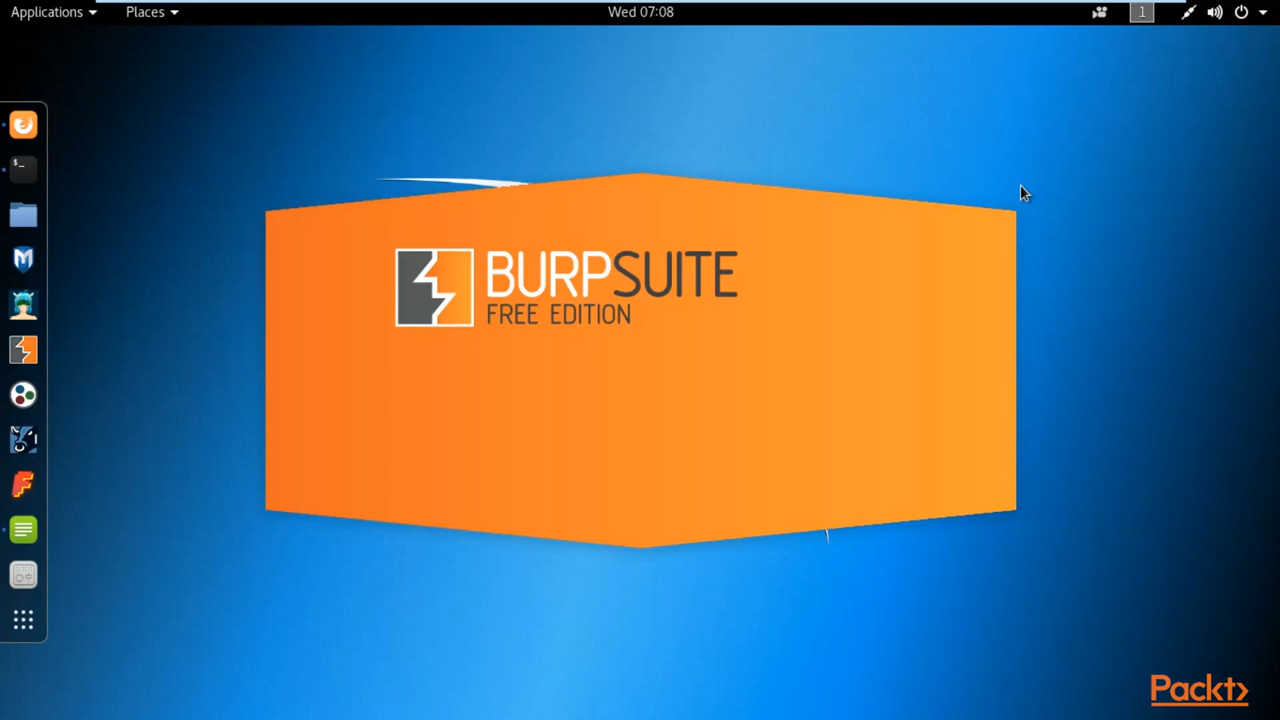 Applications Places Wed 07:08 1
$_
BURPSUITE
FREE EDITION
Packt>